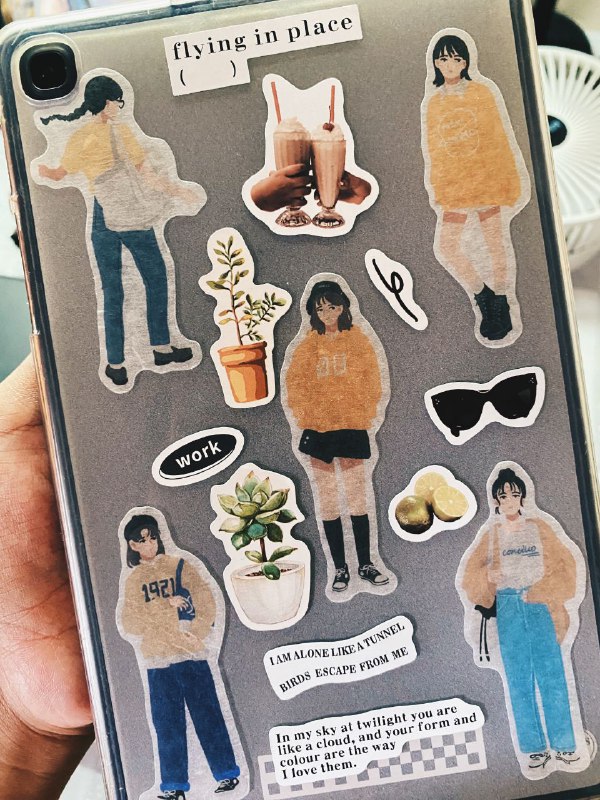 flying in place
( )
work
1921
conciuo
I AM ALONE LIKE A TUNNEL
BIRDS ESCAPE FROM ME
In my sky at twilight you are
like a cloud, and your form and
colour are the way
I love them.